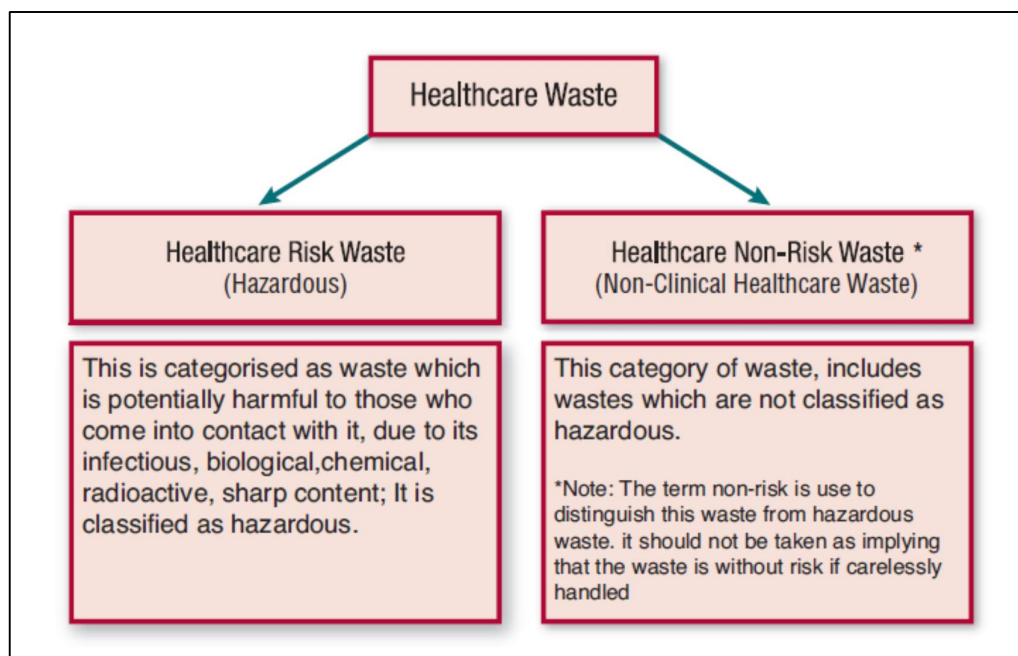 Healthcare Waste
Healthcare Risk Waste
(Hazardous)
Healthcare Non-Risk Waste *
(Non-Clinical Healthcare Waste)
This is categorised as waste which
is potentially harmful to those who
come into contact with it, due to its
infectious, biological,chemical,
radioactive, sharp content; It is
classified as hazardous.
This category of waste, includes
wastes which are not classified as
hazardous.
*Note: The term non-risk is use to
distinguish this waste from hazardous
waste. it should not be taken as implying
that the waste is without risk if carelessly
handled